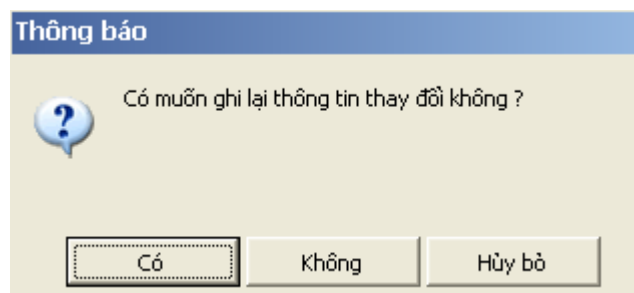 Thông báo
Có muốn ghi lại thông tin thay đổi không ?
Có
Không
Hủy bỏ